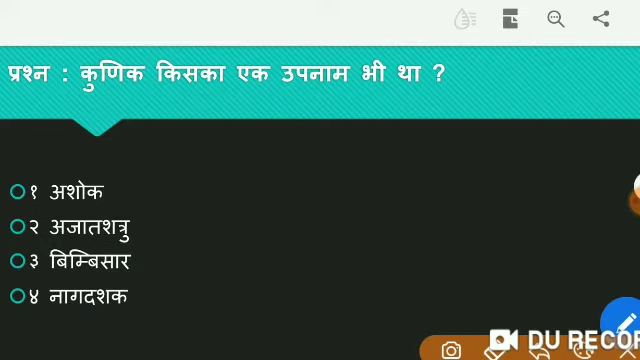 प्रश्न : कुणिक किसका एक उपनाम भी था ?
१ अशोक
२ अजातशत्रु
३ बिम्बिसार
४ नागदशक
DU RECOR